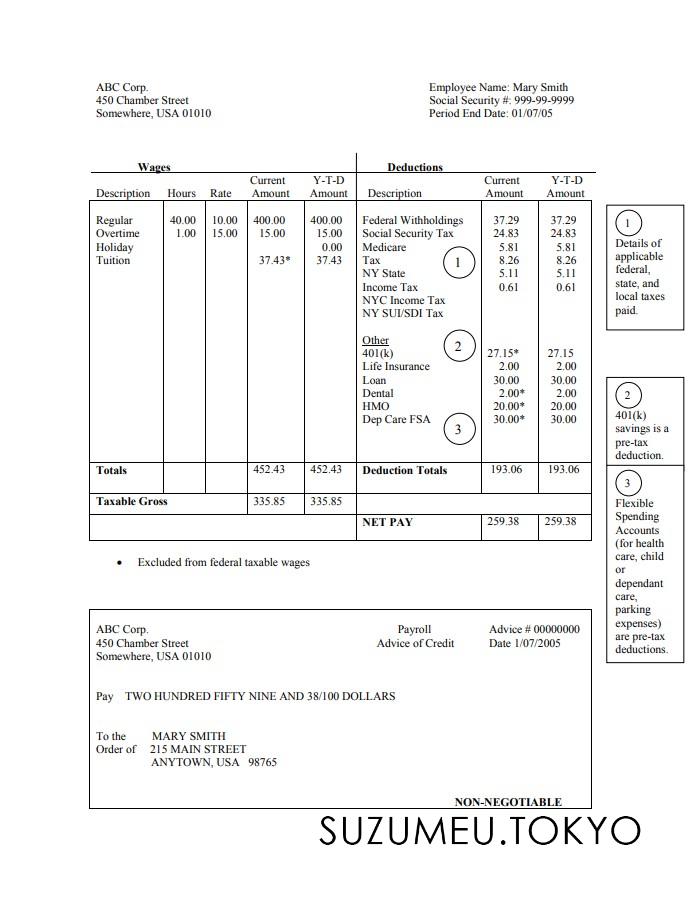 ABC Corp.
450 Chamber Street
Somewhere, USA 01010
Employee Name: Mary Smith
Social Security #: 999-99-9999
Period End Date: 01/07/05
Wages Deductions
Current Y-T-D Current Y-T-D
Description Hours Rate Amount Amount Description Amount Amount
Regular 40.00 10.00 400.00 400.00 Federal Withholdings 37.29 37.29
Overtime 1.00 15.00 15.00 15.00 Social Security Tax 24.83 24.83
Holiday 0.00 Medicare 5.81 5.81
Tuition 37.43* 37.43 Tax 1 8.26 8.26
NY State 5.11 5.11
Income Tax 0.61 0.61
NYC Income Tax
NY SUI/SDI Tax
Other
401(k) 2 27.15* 27.15
Life Insurance 2.00 2.00
Loan 30.00 30.00
Dental 2.00* 2.00
HMO 20.00* 20.00
Dep Care FSA 3 30.00* 30.00
Totals 452.43 452.43 Deduction Totals 193.06 193.06
Taxable Gross 335.85 335.85
NET PAY 259.38 259.38
• Excluded from federal taxable wages
1
Details of
applicable
federal,
state, and
local taxes
paid.
2
401(k)
savings is a
pre-tax
deduction.
3
Flexible
Spending
Accounts
(for health
care, child
or
dependant
care,
parking
expenses)
are pre-tax
deductions.
ABC Corp. Payroll Advice # 00000000
450 Chamber Street Advice of Credit Date 1/07/2005
Somewhere, USA 01010
Pay TWO HUNDRED FIFTY NINE AND 38/100 DOLLARS
To the MARY SMITH
Order of 215 MAIN STREET
ANYTOWN, USA 98765
NON-NEGOTIABLE
SUZUMEU.TOKYO